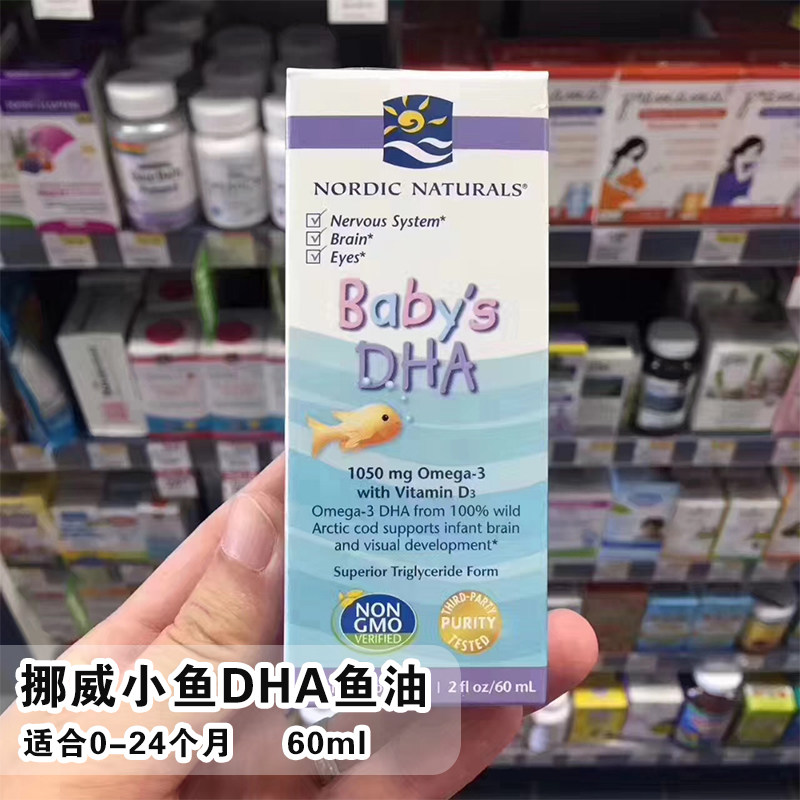 NORDIC NATURALS®
Nervous System*
Brain*
Eyes*
Baby's
DHA
1050 mg Omega-3
with Vitamin D3
Omega-3 DHA from 100% wild
Arctic cod supports infant brain
and visual development*
Superior Triglyceride Form
NON
GMO
VERIFIED
THIRD-PARTY
PURITY
TESTED
| 2 fl oz/60 mL
挪威小鱼DHA鱼油
适合0-24个月 60ml